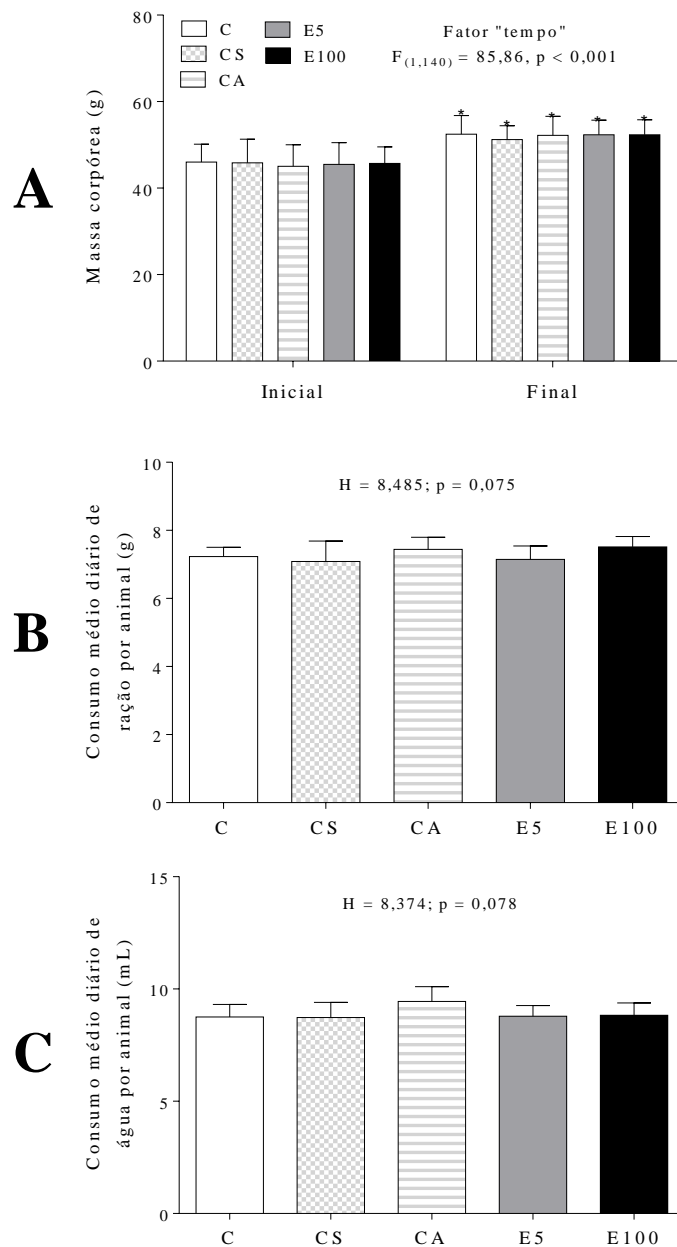 80
C
E5
Fator "tempo"
CS
E100
F(1,140) = 85,86, p < 0,001
CA
60
* * * * *
A
Massa corpórea (g)
40
20
0
Inicial Final
10
H = 8,485; p = 0,075
8
B
Consumo médio diário de
ração por animal (g)
6
4
2
0
C CS CA E5 E100
15
H = 8,374; p = 0,078
10
C
Consumo médio diário de
água por animal (mL)
5
0
C CS CA E5 E100